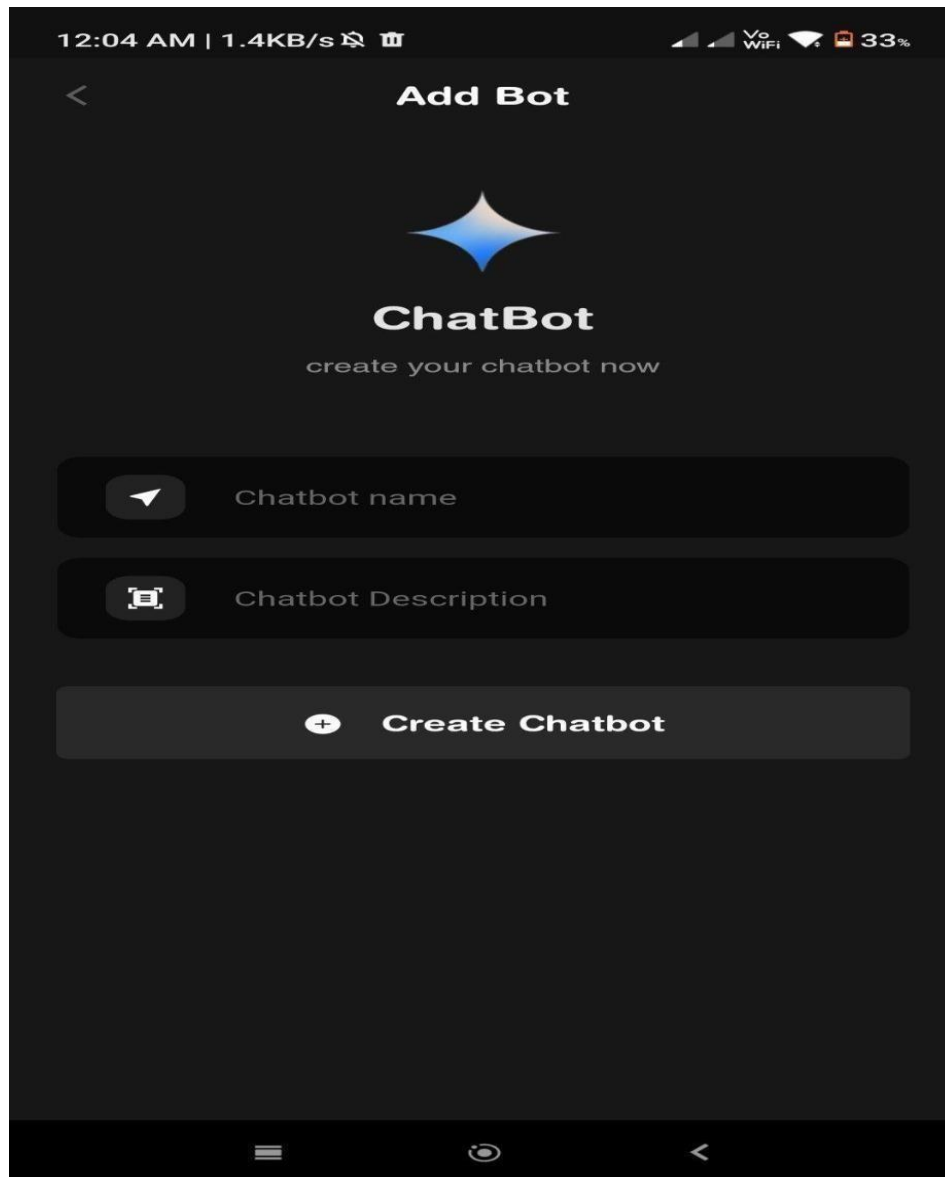 12:04 AM | 1.4KB/s Vo WiFi 33%
Add Bot
ChatBot
create your chatbot now
Chatbot name
Chatbot Description
Create Chatbot